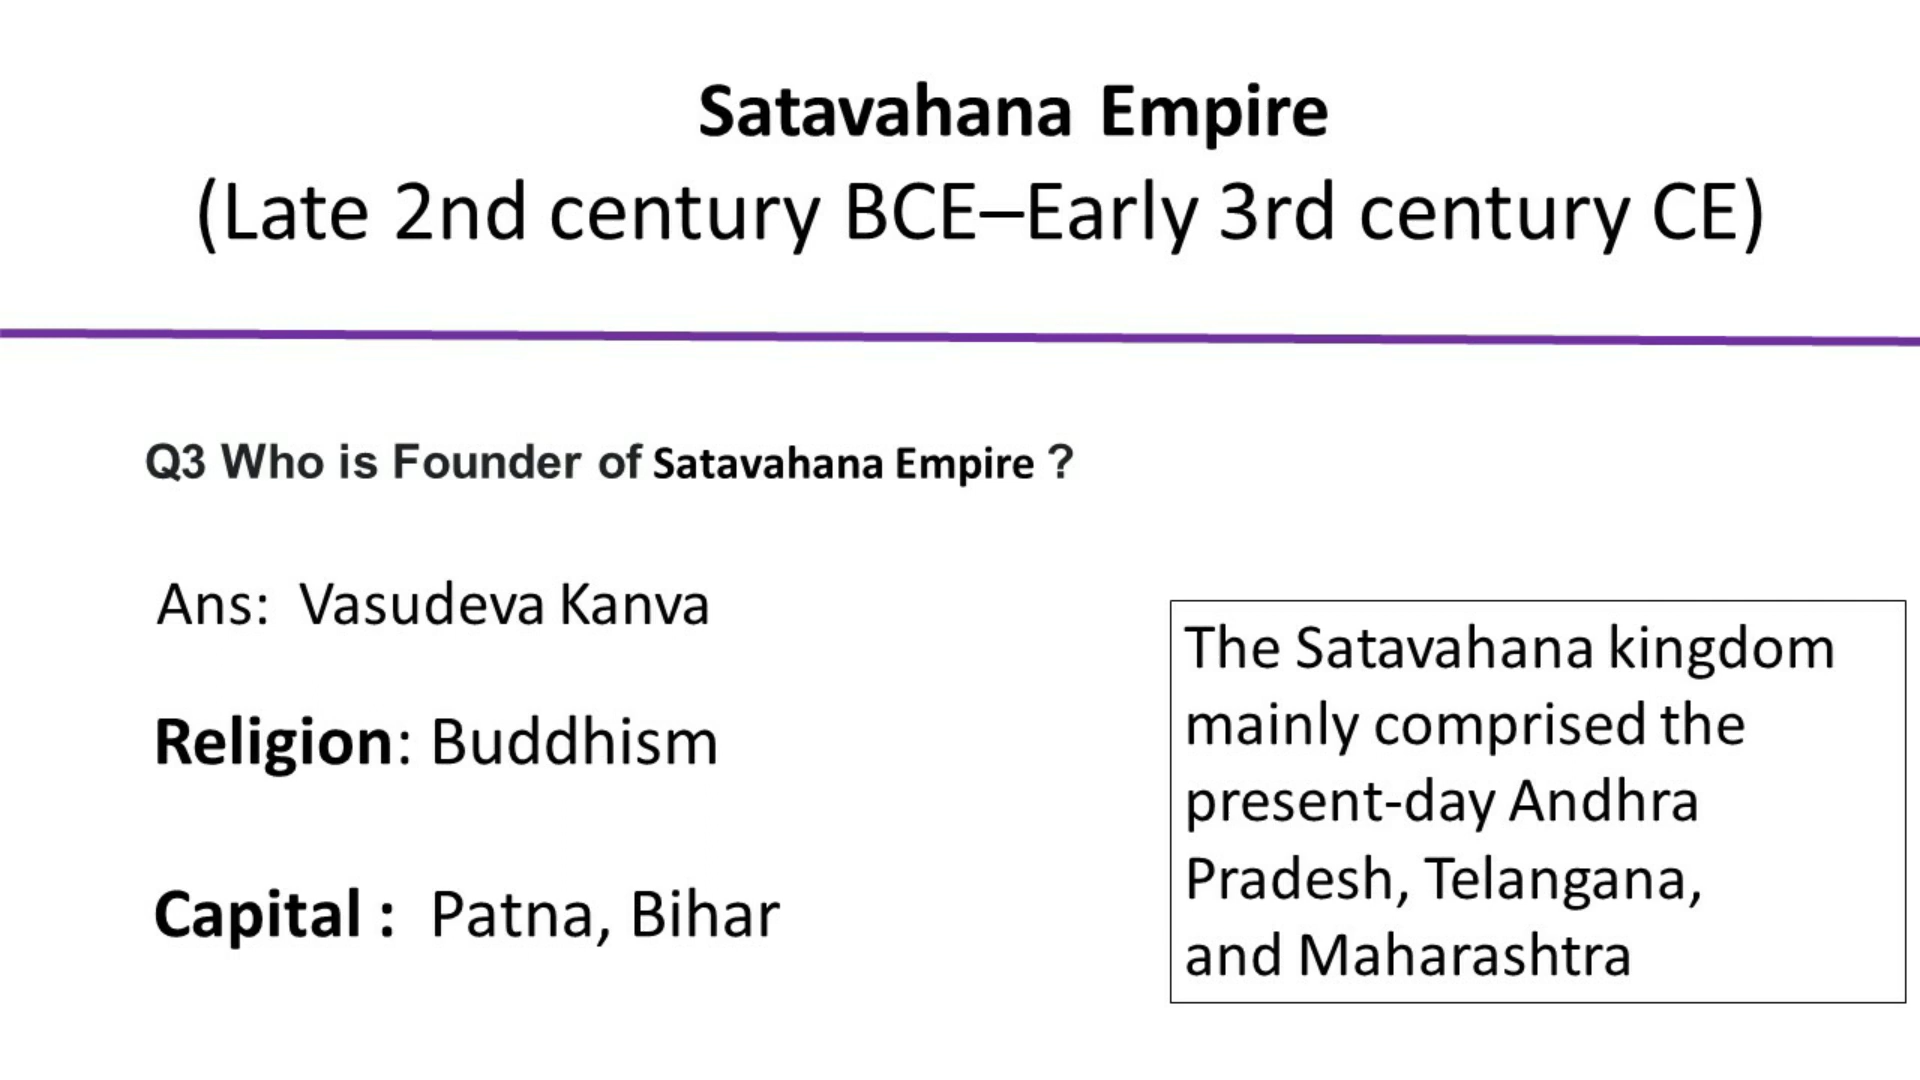 Satavahana Empire
(Late 2nd century BCE–Early 3rd century CE)
Q3 Who is Founder of Satavahana Empire ?
Ans: Vasudeva Kanva
Religion: Buddhism
Capital : Patna, Bihar
The Satavahana kingdom
mainly comprised the
present-day Andhra
Pradesh, Telangana,
and Maharashtra